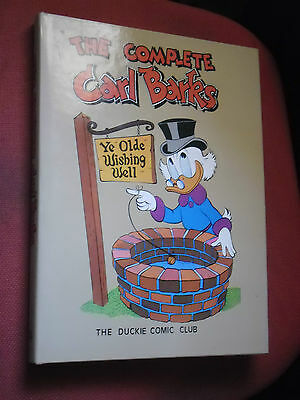 THE COMPLETE
Carl Barks
Ye Olde
Wishing
Well
THE DUCKIE COMIC CLUB